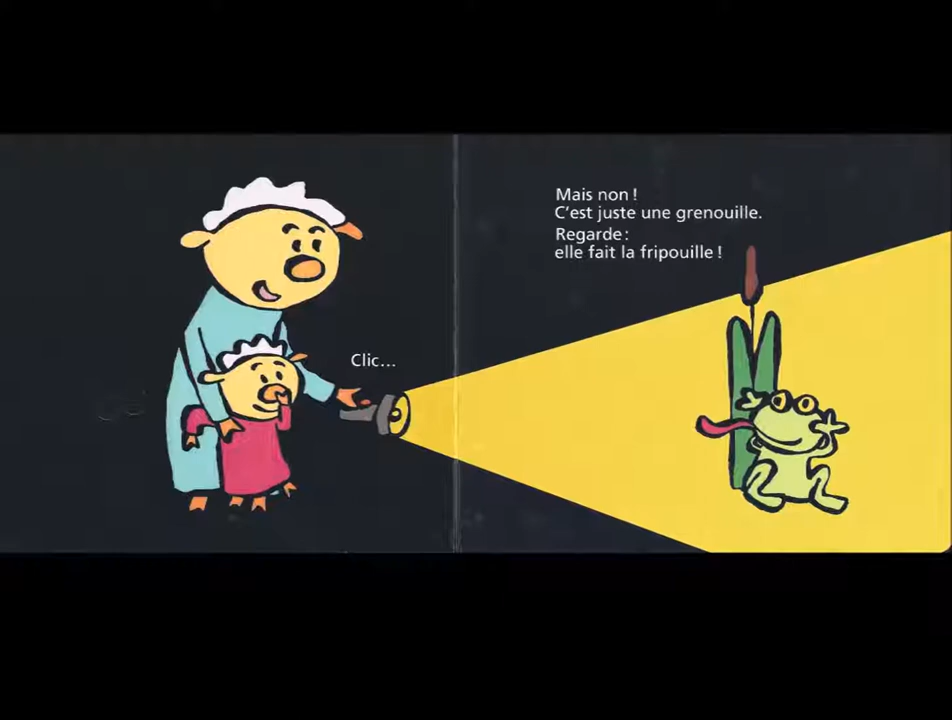 Clic...
Mais non !
C'est juste une grenouille.
Regarde :
elle fait la fripouille !